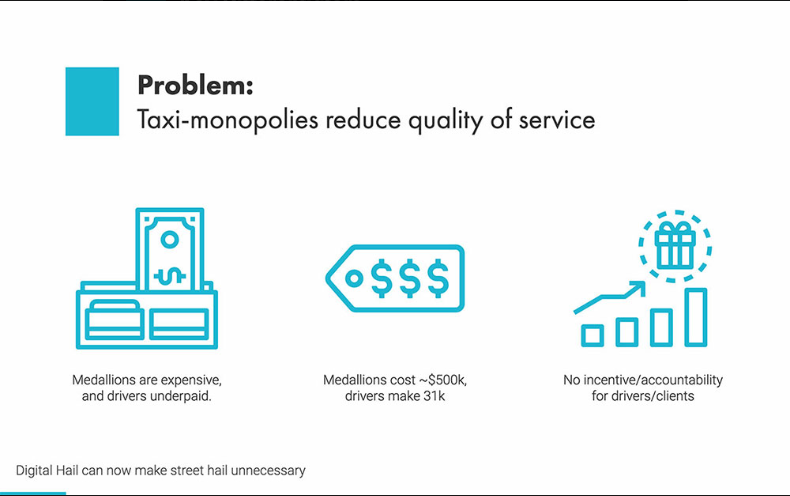 Problem:
Taxi-monopolies reduce quality of service
$
$$$
Medallions are expensive,
and drivers underpaid.
Medallions cost ~$500k,
drivers make 31k
No incentive/accountability
for drivers/clients
Digital Hail can now make street hail unnecessary